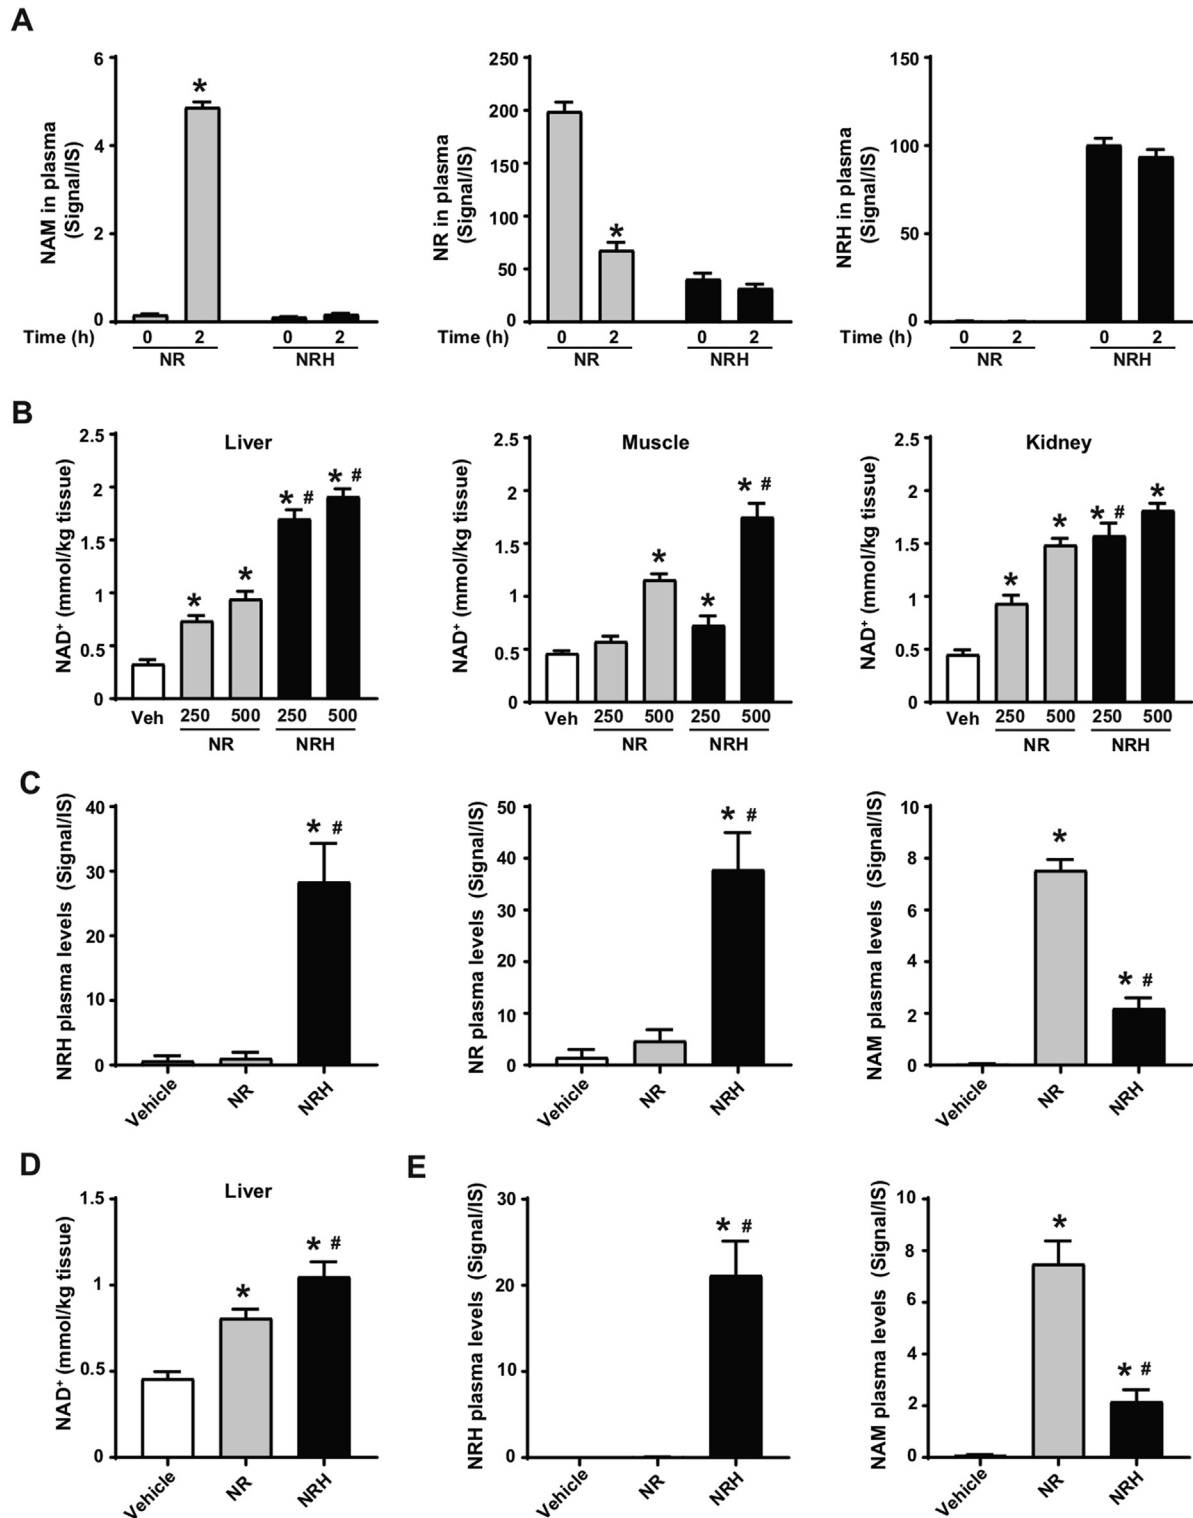 A
NAM in plasma
(Signal/IS)
6
4
2
0
*
Time (h)
0
2
0
2
NR
NRH
NR in plasma
(Signal/IS)
250
200
150
100
50
0
*
0
2
0
2
NR
NRH
NRH in plasma
(Signal/IS)
150
100
50
0
Time (h)
0
2
0
2
NR
NRH
B
Liver
NAD⁺ (mmol/kg tissue)
2.5
2
1.5
1
0.5
0
*
*
* #
* #
Veh
250
500
250
500
NR
NRH
Muscle
NAD⁺ (mmol/kg tissue)
2.5
2
1.5
1
0.5
0
*
*
* #
Veh
250
500
250
500
NR
NRH
Kidney
NAD⁺ (mmol/kg tissue)
2.5
2
1.5
1
0.5
0
*
*
* #
*
Veh
250
500
250
500
NR
NRH
C
NRH plasma levels (Signal/IS)
40
30
20
10
0
* #
Vehicle
NR
NRH
NR plasma levels (Signal/IS)
50
40
30
20
10
0
* #
Vehicle
NR
NRH
NAM plasma levels (Signal/IS)
10
8
6
4
2
0
*
* #
Vehicle
NR
NRH
D
Liver
NAD⁺ (mmol/kg tissue)
1.5
1
0.5
0
*
* #
Vehicle
NR
NRH
E
NRH plasma levels (Signal/IS)
30
20
10
0
* #
Vehicle
NR
NRH
NAM plasma levels (Signal/IS)
10
8
6
4
2
0
*
* #
Vehicle
NR
NRH